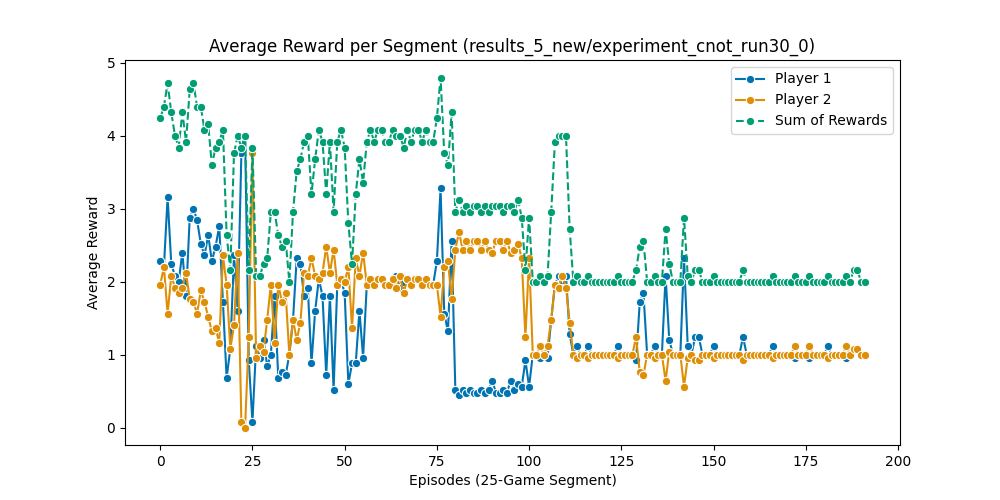 Average Reward per Segment (results_5_new/experiment_cnot_run30_0)
Player 1
Player 2
Sum of Rewards
Average Reward
5
4
3
2
1
0
0 25 50 75 100 125 150 175 200
Episodes (25-Game Segment)